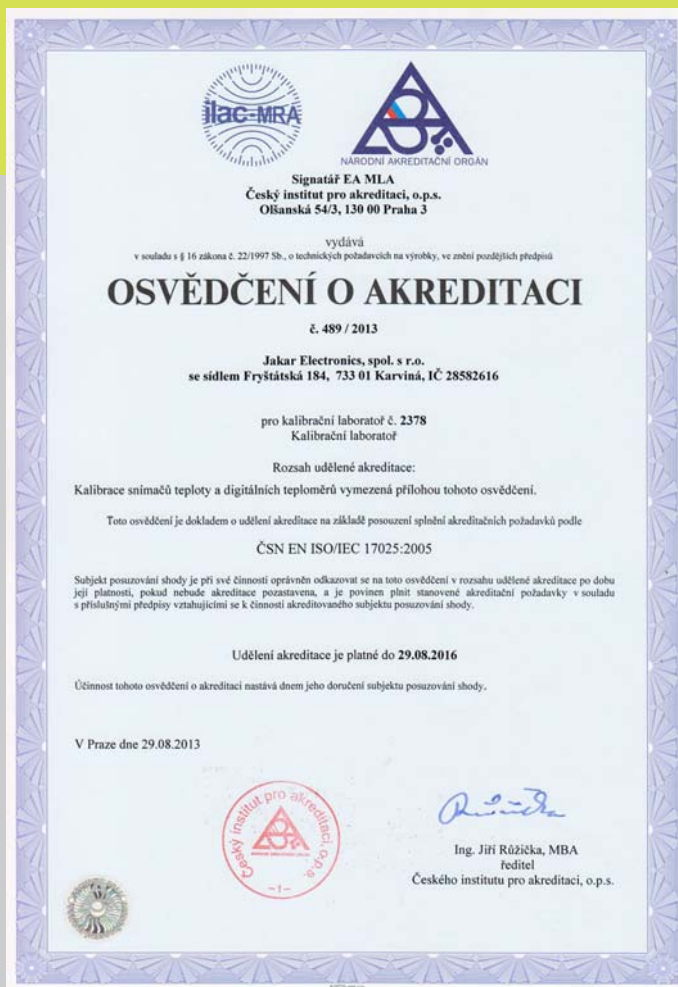 ilac-MRA
NÁRODNÍ AKREDITAČNÍ ORGÁN
Signatář EA MLA
Český institut pro akreditaci, o.p.s.
Olšanská 54/3, 130 00 Praha 3
vydává
v souladu s § 16 zákona č. 22/1997 Sb., o technických požadavcích na výrobky, ve znění pozdějších předpisů
OSVĚDČENÍ O AKREDITACI
č. 489 / 2013
Jakar Electronics, spol. s r.o.
se sídlem Fryštátská 184, 733 01 Karviná, IČ 28582616
pro kalibrační laboratoř č. 2378
Kalibrační laboratoř
Rozsah udělené akreditace:
Kalibrace snímačů teploty a digitálních teploměrů vymezená přílohou tohoto osvědčení.
Toto osvědčení je dokladem o udělení akreditace na základě posouzení splnění akreditačních požadavků podle
ČSN EN ISO/IEC 17025:2005
Subjekt posuzování shody je při své činnosti oprávněn odkazovat se na toto osvědčení v rozsahu udělené akreditace po dobu
její platnosti, pokud nebude akreditace pozastavena, a je povinen plnit stanovené akreditační požadavky v souladu
s příslušnými předpisy vztahujícími se k činnosti akreditovaného subjektu posuzování shody.
Udělení akreditace je platné do 29.08.2016
Účinnost tohoto osvědčení o akreditaci nastává dnem jeho doručení subjektu posuzování shody.
V Praze dne 29.08.2013
Český institut pro akreditaci, o.p.s.
NÁRODNÍ AKREDITAČNÍ ORGÁN
-1-
Růžička
Ing. Jiří Růžička, MBA
ředitel
Českého institutu pro akreditaci, o.p.s.